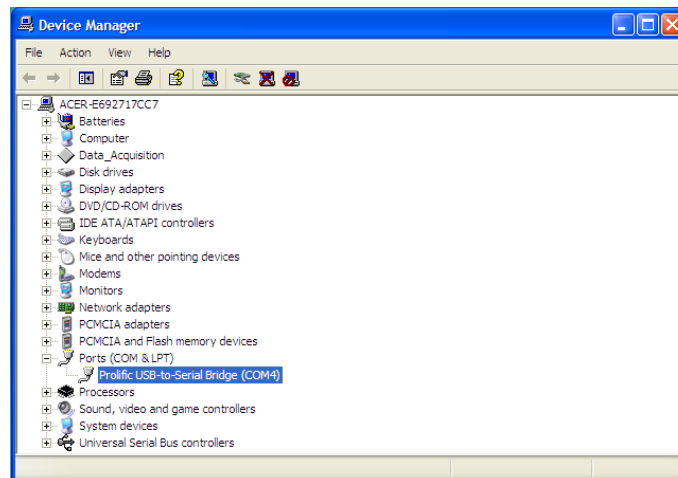 Device Manager
File Action View Help
ACER-E692717CC7
Batteries
Computer
Data_Acquisition
Disk drives
Display adapters
DVD/CD-ROM drives
IDE ATA/ATAPI controllers
Keyboards
Mice and other pointing devices
Modems
Monitors
Network adapters
PCMCIA adapters
PCMCIA and Flash memory devices
Ports (COM & LPT)
Prolific USB-to-Serial Bridge (COM4)
Processors
Sound, video and game controllers
System devices
Universal Serial Bus controllers